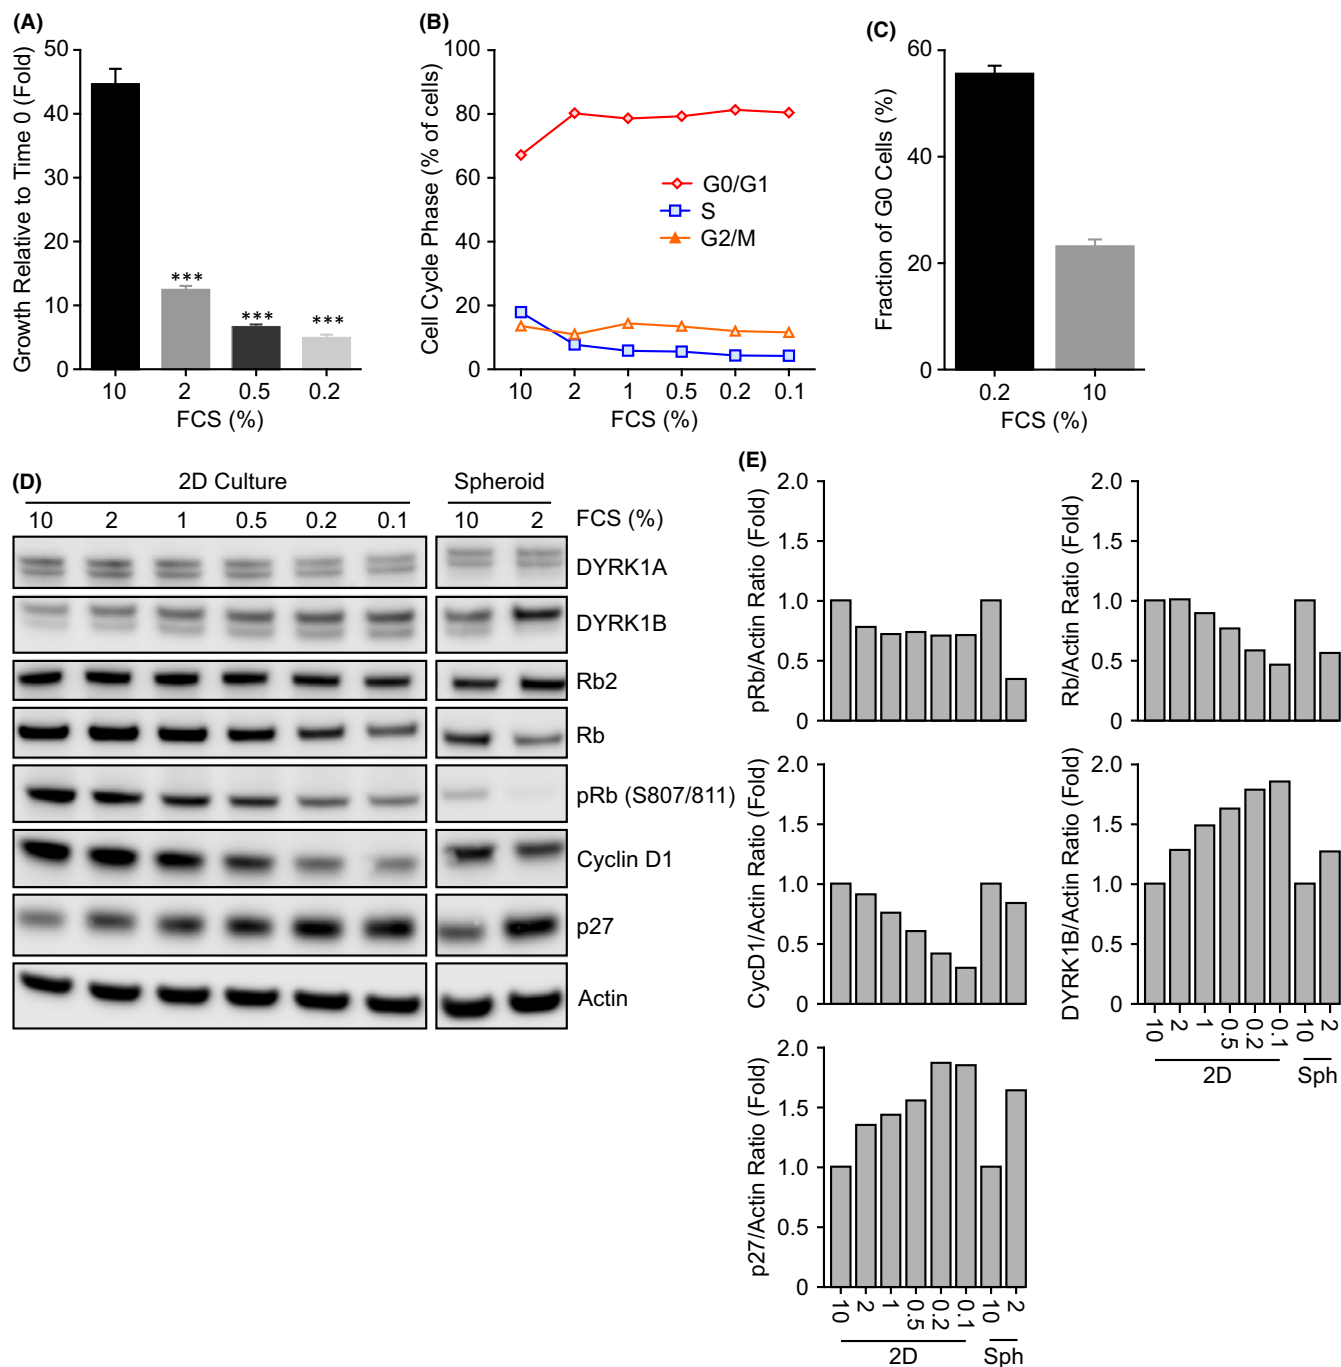 (A)
Growth Relative to Time 0 (Fold)
50
40
30
20
10
0
***
***
***
10 2 0.5 0.2
FCS (%)
(B)
Cell Cycle Phase (% of cells)
100
80
60
40
20
0
G0/G1
S
G2/M
10 2 1 0.5 0.2 0.1
FCS (%)
(C)
Fraction of G0 Cells (%)
60
40
20
0
0.2 10
FCS (%)
(D)
2D Culture Spheroid
10 2 1 0.5 0.2 0.1 10 2 FCS (%)
DYRK1A
DYRK1B
Rb2
Rb
pRb (S807/811)
Cyclin D1
p27
Actin
(E)
pRb/Actin Ratio (Fold)
2.0
1.5
1.0
0.5
0
Rb/Actin Ratio (Fold)
2.0
1.5
1.0
0.5
0
CycD1/Actin Ratio (Fold)
2.0
1.5
1.0
0.5
0
DYRK1B/Actin Ratio (Fold)
2.0
1.5
1.0
0.5
0
10 2 1 0.5 0.2 0.1 10 2
2D Sph
p27/Actin Ratio (Fold)
2.0
1.5
1.0
0.5
0
10 2 1 0.5 0.2 0.1 10 2
2D Sph